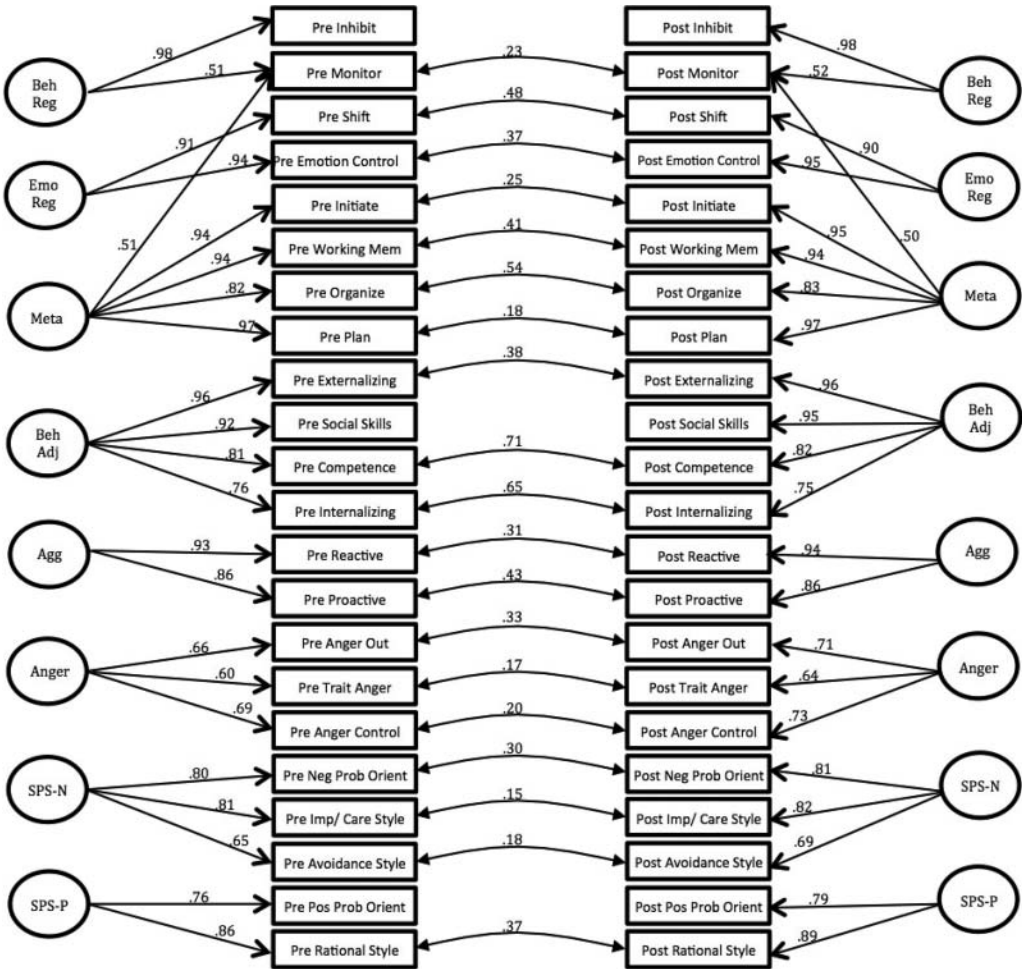 Pre Inhibit
Post Inhibit
.98
.98
Beh
Reg
.51
Pre Monitor
.23
Post Monitor
.52
Beh
Reg
Pre Shift
.48
Post Shift
.91
.90
Emo
Reg
.94
Pre Emotion Control
.37
Post Emotion Control
.95
Emo
Reg
Pre Initiate
.25
Post Initiate
.51
.94
.95
.50
Pre Working Mem
.41
Post Working Mem
.94
.94
Meta
.82
Pre Organize
.54
Post Organize
.83
Meta
.97
Pre Plan
.18
Post Plan
.97
Pre Externalizing
.38
Post Externalizing
.96
.96
Beh
Adj
.92
Pre Social Skills
Post Social Skills
.95
Beh
Adj
.81
Pre Competence
.71
Post Competence
.82
.76
Pre Internalizing
.65
Post Internalizing
.75
Agg
.93
Pre Reactive
.31
Post Reactive
.94
Agg
.86
Pre Proactive
.43
Post Proactive
.86
.66
Pre Anger Out
.33
Post Anger Out
.71
Anger
.60
Pre Trait Anger
.17
Post Trait Anger
.64
Anger
.69
Pre Anger Control
.20
Post Anger Control
.73
.80
Pre Neg Prob Orient
.30
Post Neg Prob Orient
.81
SPS-N
.81
Pre Imp/ Care Style
.15
Post Imp/ Care Style
.82
SPS-N
.65
Pre Avoidance Style
.18
Post Avoidance Style
.69
SPS-P
.76
Pre Pos Prob Orient
Post Pos Prob Orient
.79
SPS-P
.86
Pre Rational Style
.37
Post Rational Style
.89